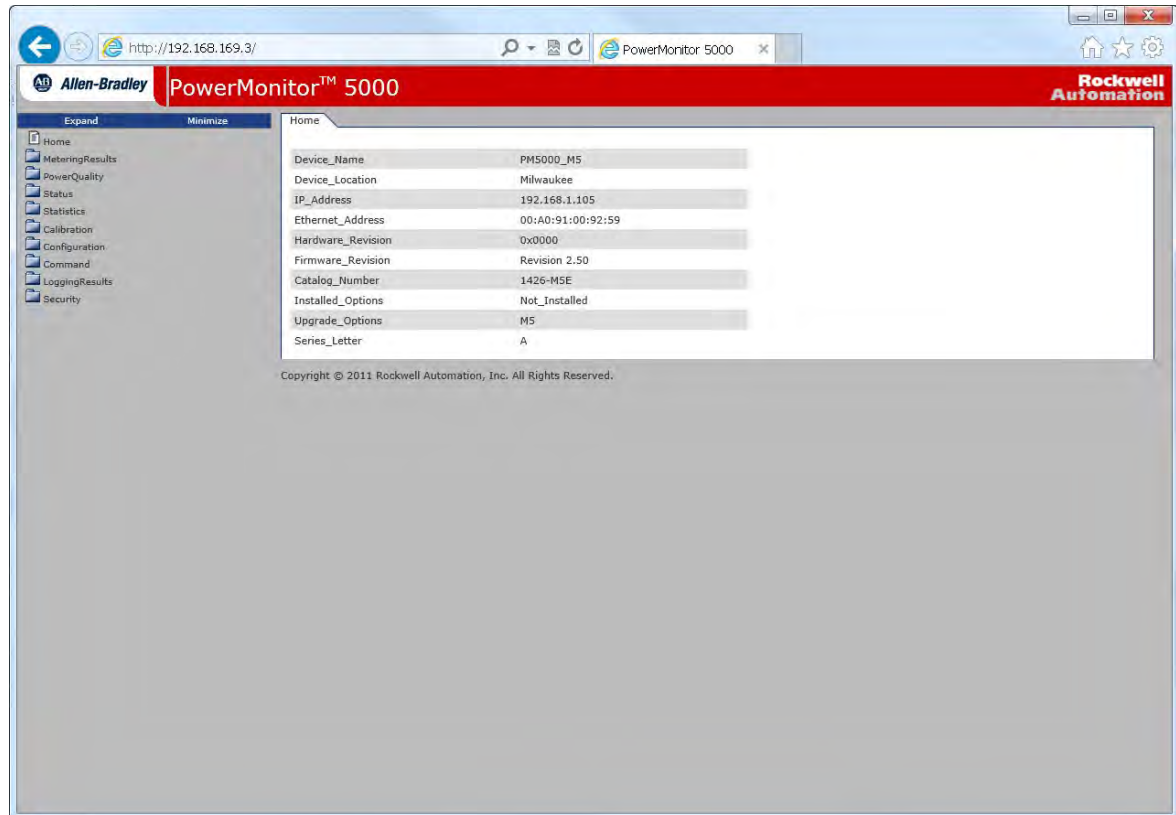 http://192.168.169.3/
PowerMonitor 5000
AB Allen-Bradley
PowerMonitor™ 5000
Rockwell
Automation
Expand Minimize
Home
MeteringResults
PowerQuality
Status
Statistics
Calibration
Configuration
Command
LoggingResults
Security
Home
Device_Name PM5000_M5
Device_Location Milwaukee
IP_Address 192.168.1.105
Ethernet_Address 00:A0:91:00:92:59
Hardware_Revision 0x0000
Firmware_Revision Revision 2.50
Catalog_Number 1426-M5E
Installed_Options Not_Installed
Upgrade_Options M5
Series_Letter A
Copyright © 2011 Rockwell Automation, Inc. All Rights Reserved.